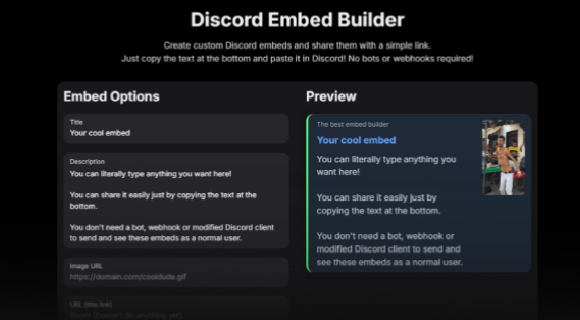 Discord Embed Builder
Create custom Discord embeds and share them with a simple link.
Just copy the text at the bottom and paste it in Discord! No bots or webhooks required!
Embed Options
Title
Your cool embed
Description
You can literally type anything you want here!
You can share it easily just by copying the text at the
bottom.
You don't need a bot, webhook or modified Discord client
to send and see these embeds as a normal user.
Image URL
https://domain.com/cooldude.gif
URL (title link)
Preview
The best embed builder
Your cool embed
You can literally type anything you
want here!
You can share it easily just by
copying the text at the bottom.
You don't need a bot, webhook or
modified Discord client to send and
see these embeds as a normal user.